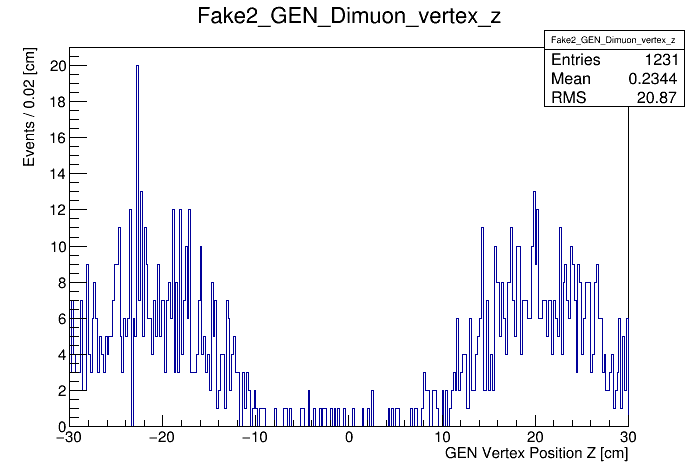 Fake2_GEN_Dimuon_vertex_z
Fake2_GEN_Dimuon_vertex_z
Entries 1231
Mean 0.2344
RMS 20.87
Events / 0.02 [cm]
20
18
16
14
12
10
8
6
4
2
0
−30 −20 −10 0 10 20 30
GEN Vertex Position Z [cm]